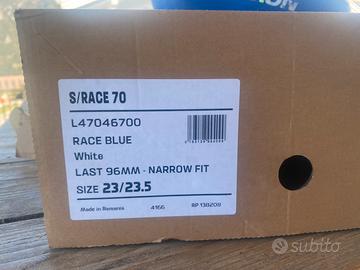 S/RACE 70
L47046700
RACE BLUE
White
LAST 96MM - NARROW FIT
SIZE 23/23.5
Made in Romania 4166 RP 138208
subito